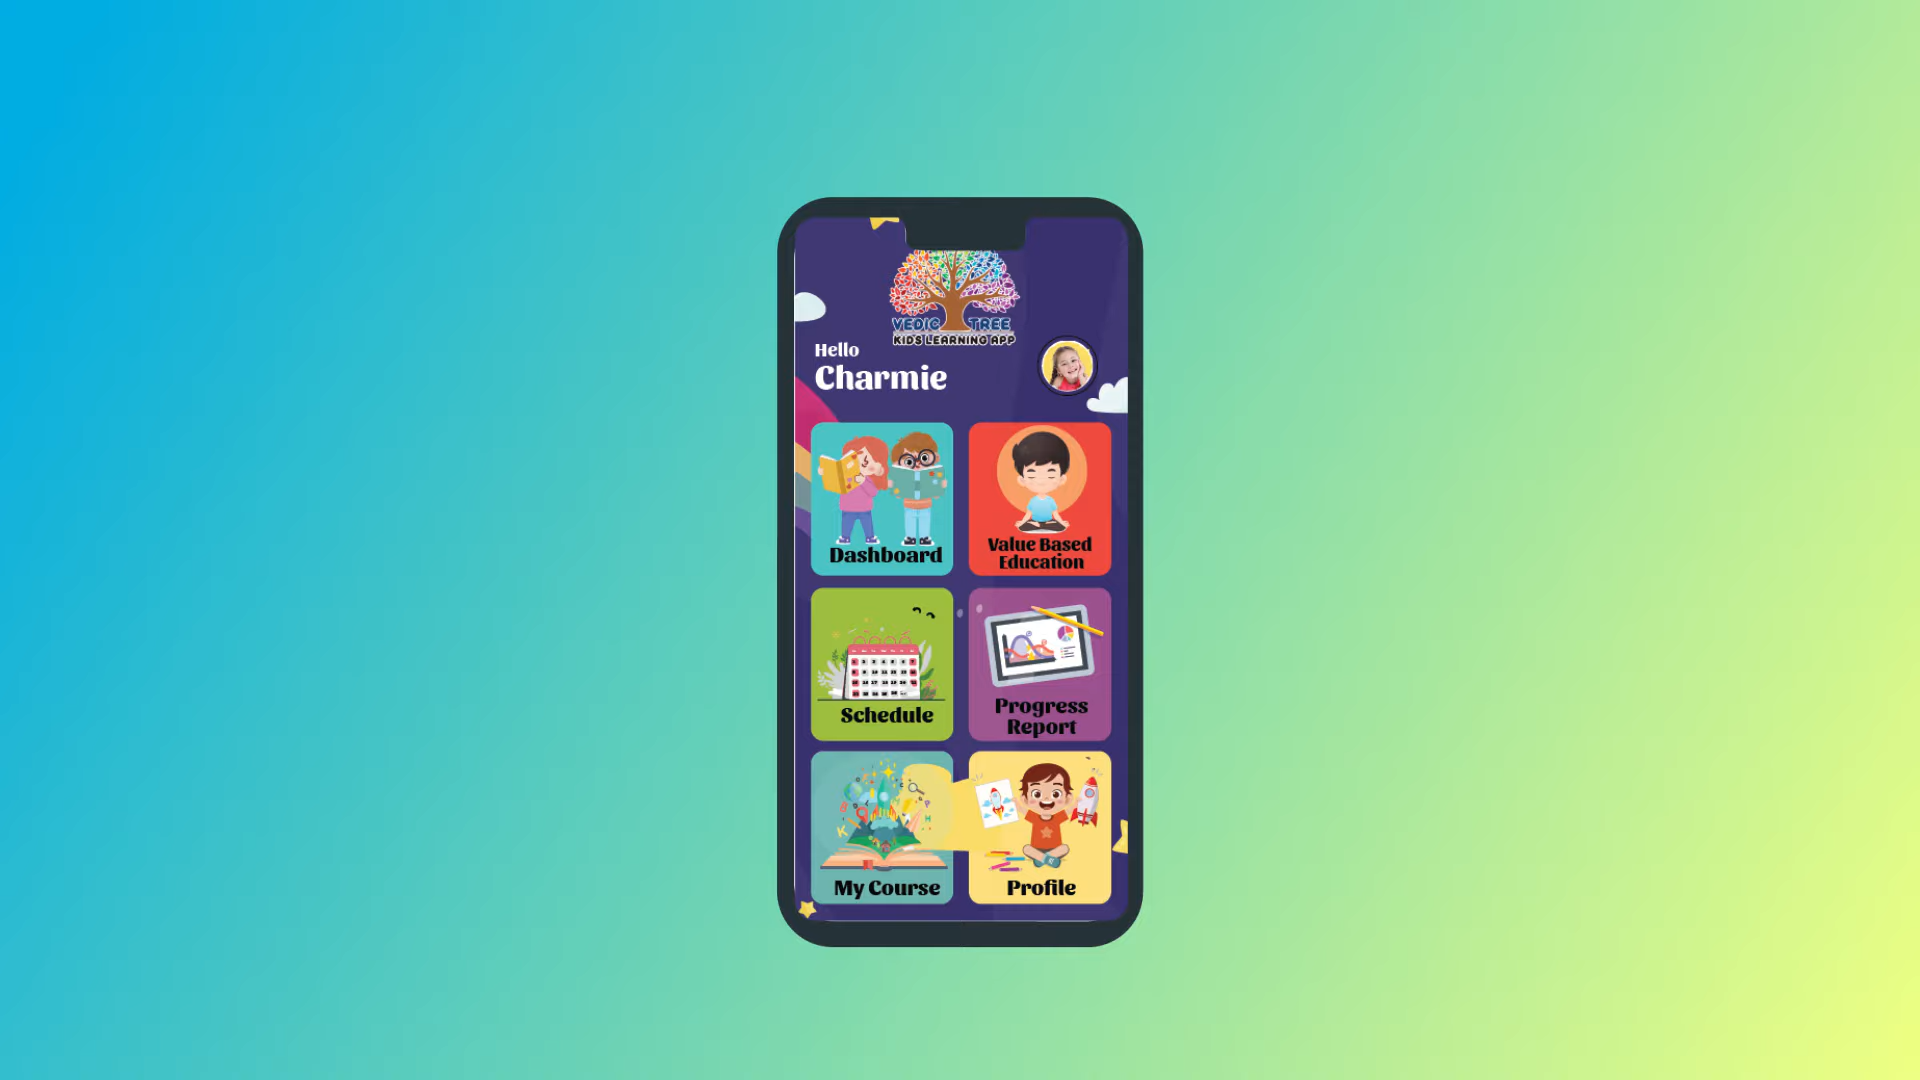 VEDIC TREE
KIDS LEARNING APP
Hello
Charmie
Dashboard
Value Based
Education
Schedule
Progress
Report
My Course
Profile